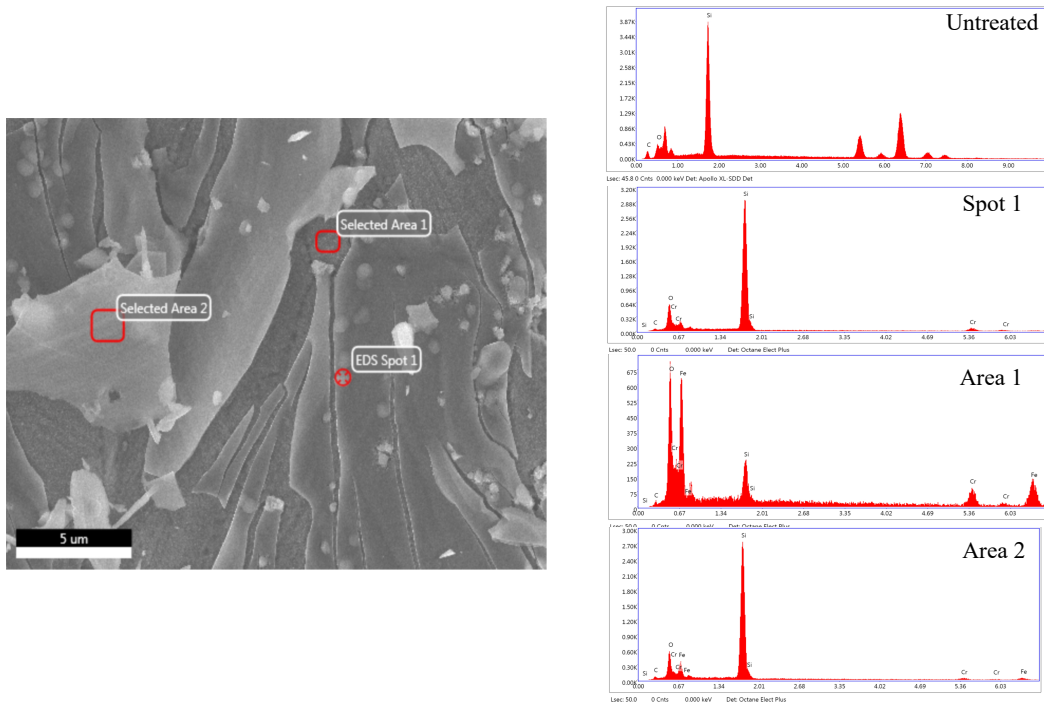 Selected Area 1
Selected Area 2
EDS Spot 1
5 um
Untreated
3.87K
3.44K
3.01K
2.58K
2.15K
1.72K
1.29K
0.86K
0.43K
0.00K
Si
C
O
0.00 1.00 2.00 3.00 4.00 5.00 6.00 7.00 8.00 9.00
Lsec: 45.8 0 Cnts 0.000 keV Det: Apollo XL-SDD Det
Spot 1
3.20K
2.88K
2.56K
2.24K
1.92K
1.60K
1.28K
0.96K
0.64K
0.32K
0.00K
Si
Si C O Cr Cr Si Cr Cr
0.00 0.67 1.34 2.01 2.68 3.35 4.02 4.69 5.36 6.03
Lsec: 50.0 0 Cnts 0.000 keV Det: Octane Elect Plus
Area 1
675
600
525
450
375
300
225
150
75
0
O Fe
Si C Cr Cr Fe Si Si Cr Cr Fe
0.00 0.67 1.34 2.01 2.68 3.35 4.02 4.69 5.36 6.03
Lsec: 50.0 0 Cnts 0.000 keV Det: Octane Elect Plus
Area 2
3.00K
2.70K
2.40K
2.10K
1.80K
1.50K
1.20K
0.90K
0.60K
0.30K
0.00K
Si
Si C O Cr Fe Cr Si Cr Cr Fe
0.00 0.67 1.34 2.01 2.68 3.35 4.02 4.69 5.36 6.03
Lsec: 50.0 0 Cnts 0.000 keV Det: Octane Elect Plus